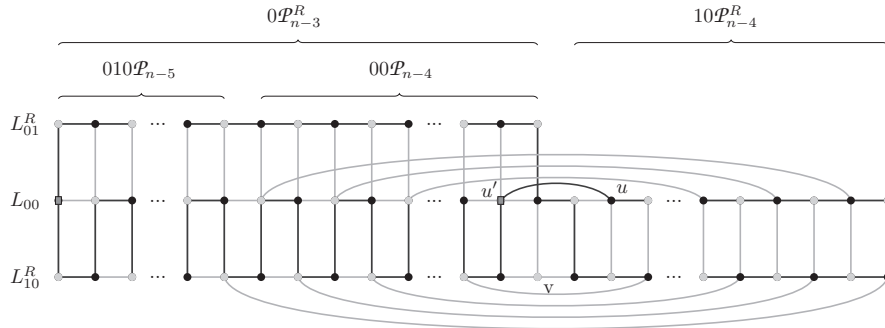 0𝒫^R_{n−3} 10𝒫^R_{n−4}
010𝒫_{n−5} 00𝒫_{n−4}
L^R_{01} ... ...
L_{00} ... ... u′ u ...
L^R_{10} ... ... v ...